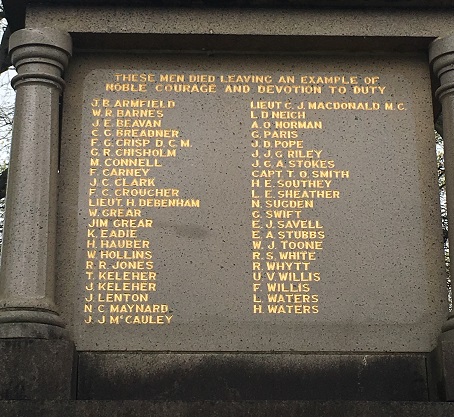 THESE MEN DIED LEAVING AN EXAMPLE OF
NOBLE COURAGE AND DEVOTION TO DUTY
J. B. ARMFIELD
W. R. BARNES
J. E. BEAVAN
C. G. BREADNER
F. G. CRISP, D. C. M.
G. R. CHISHOLM
M. CONNELL
F. CARNEY
J. C. CLARK
F. C. CROUCHER
LIEUT. H. DEBENHAM
W. GREAR
JIM GREAR
K. EADIE
H. HAUBER
W. HOLLINS
R. R. JONES
T. KELEHER
J. KELEHER
J. LENTON
N. C. MAYNARD
J. J. McCAULEY
LIEUT C. J. MACDONALD. M. C.
L. D NEICH
A. O. NORMAN
G. PARIS
J. D. POPE
J. J. G RILEY
J. G. A. STOKES
CAPT T. O. SMITH
H. E. SOUTHEY
L. E. SHEATHER
N. SUGDEN
G. SWIFT
E. J. SAVELL
E. A STUBBS
W. J. TOONE
R. S. WHITE
R. WHYTT
U. V WILLIS
F. WILLIS
L. WATERS
H. WATERS